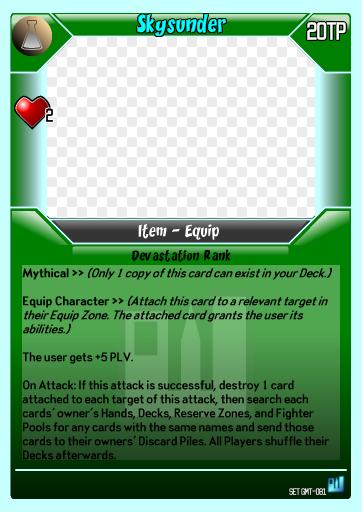 Skysunder
20TP
2
Item - Equip
Devastation Rank
Mythical >> (Only 1 copy of this card can exist in your Deck.)
Equip Character >> (Attach this card to a relevant target in
their Equip Zone. The attached card grants the user its
abilities.)
The user gets +5 PLV.
On Attack: If this attack is successful, destroy 1 card
attached to each target of this attack, then search each
cards' owner's Hands, Decks, Reserve Zones, and Fighter
Pools for any cards with the same names and send those
cards to their owners' Discard Piles. All Players shuffle their
Decks afterwards.
SET GMT-081